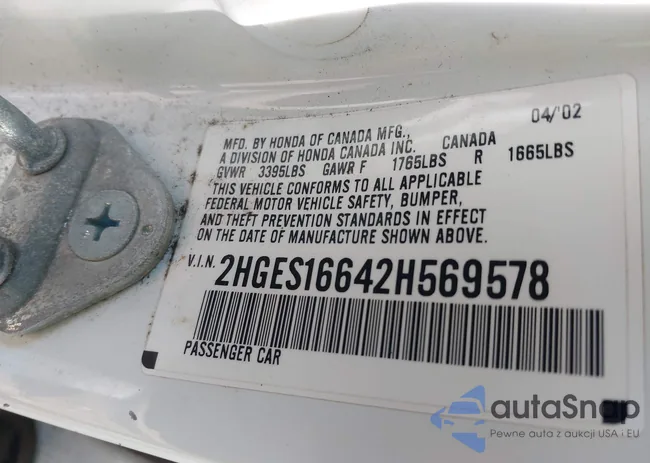 04/'02
MFD. BY HONDA OF CANADA MFG.,
A DIVISION OF HONDA CANADA INC. CANADA
GVWR 3395LBS GAWR F 1765LBS R 1665LBS
THIS VEHICLE CONFORMS TO ALL APPLICABLE
FEDERAL MOTOR VEHICLE SAFETY, BUMPER,
AND THEFT PREVENTION STANDARDS IN EFFECT
ON THE DATE OF MANUFACTURE SHOWN ABOVE.
V.I.N. 2HGES16642H569578
PASSENGER CAR
autaSnap
Pewne auta z aukcji USA i EU